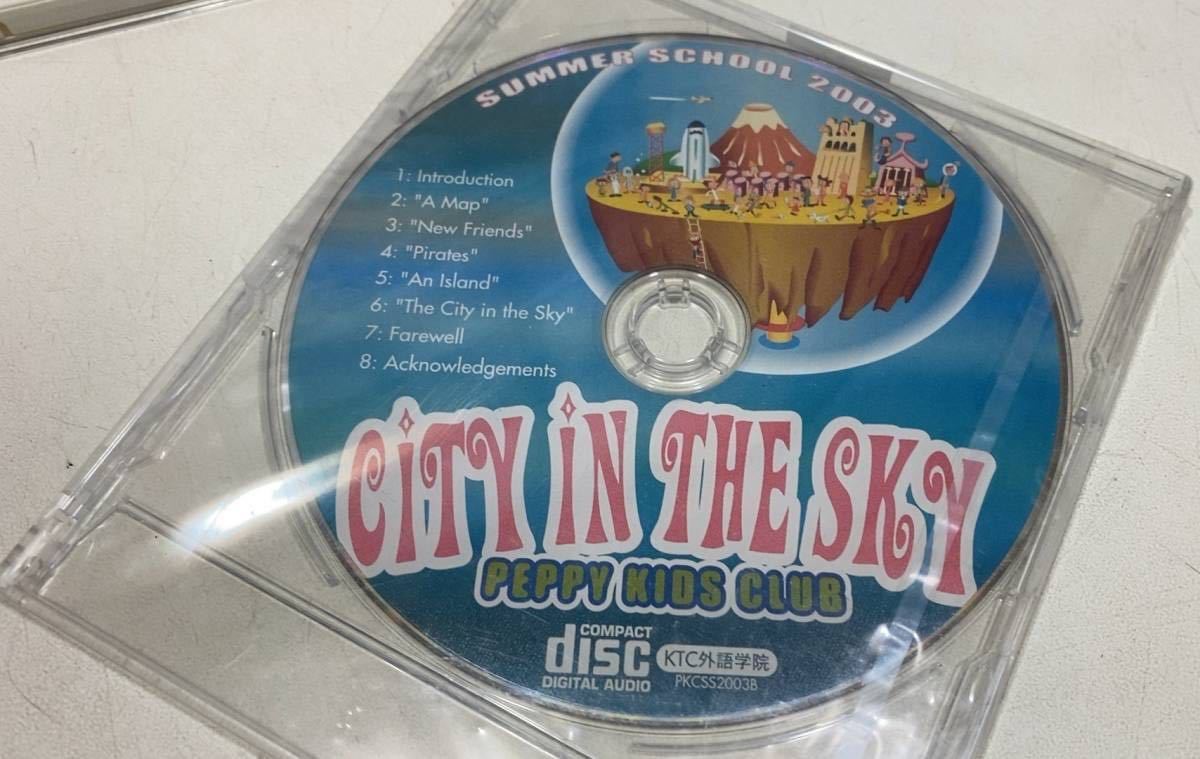 SUMMER SCHOOL 2003
1: Introduction
2: "A Map"
3: "New Friends"
4: "Pirates"
5: "An Island"
6: "The City in the Sky"
7: Farewell
8: Acknowledgements
CiTY iN THE SKY
PEPPY KIDS CLUB
COMPACT
disc
DIGITAL AUDIO
KTC外語学院
PKCSS2003B